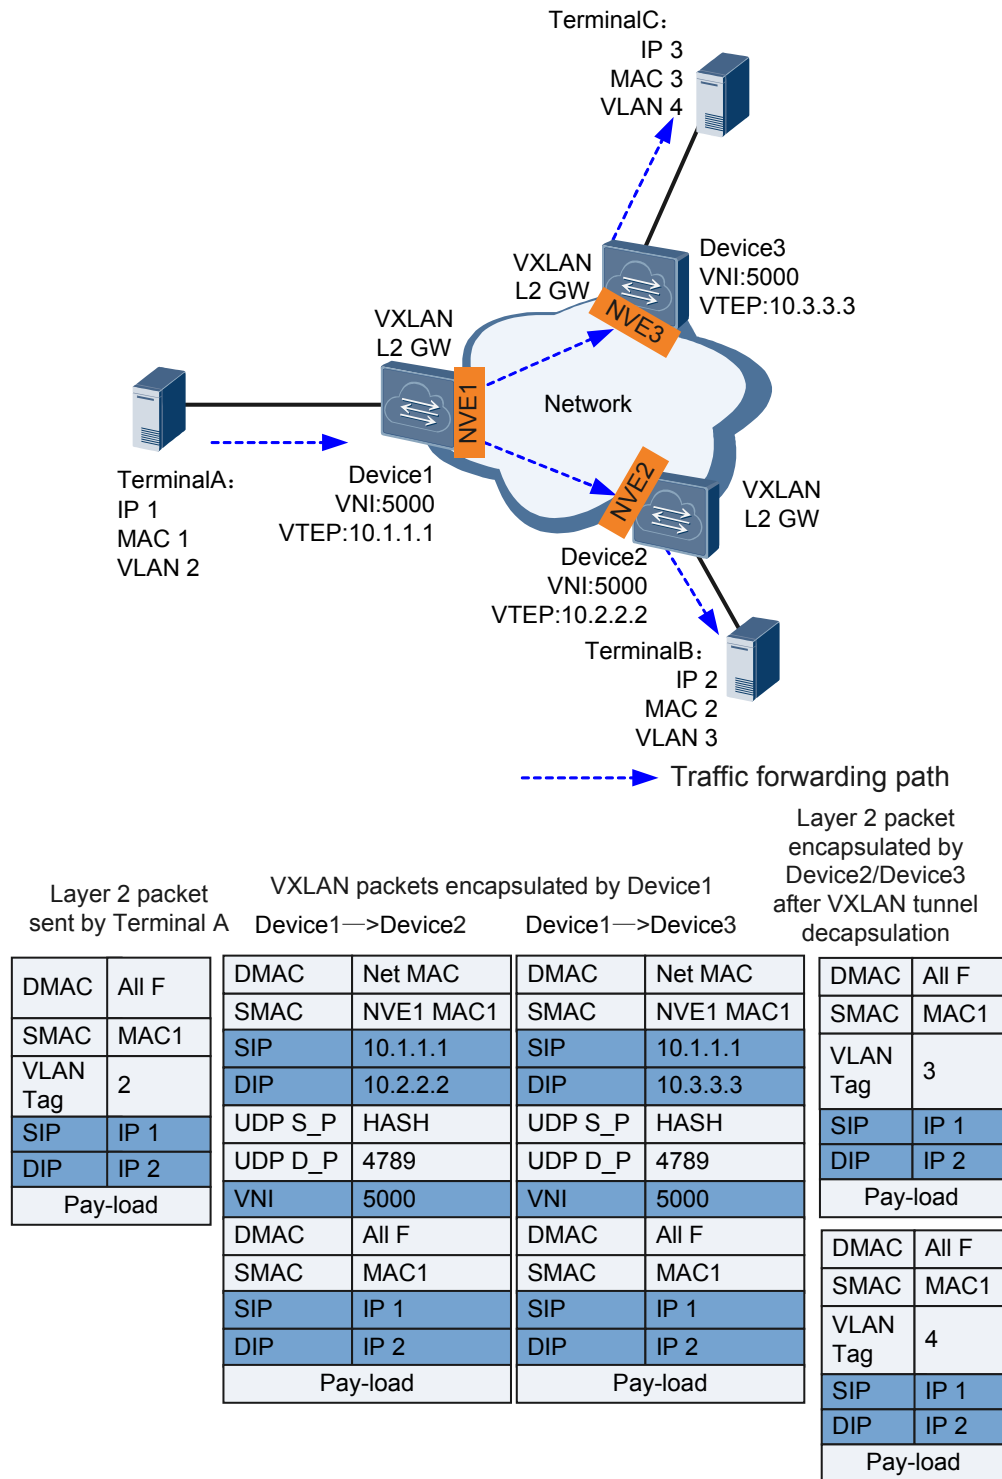 TerminalC：
IP 3
MAC 3
VLAN 4
Device3
VNI:5000
VTEP:10.3.3.3
VXLAN
L2 GW
NVE3
VXLAN
L2 GW
NVE1
Network
TerminalA：
IP 1
MAC 1
VLAN 2
Device1
VNI:5000
VTEP:10.1.1.1
NVE2
VXLAN
L2 GW
Device2
VNI:5000
VTEP:10.2.2.2
TerminalB：
IP 2
MAC 2
VLAN 3
Traffic forwarding path
Layer 2 packet
sent by Terminal A
DMAC All F
SMAC MAC1
VLAN
Tag 2
SIP IP 1
DIP IP 2
Pay-load
VXLAN packets encapsulated by Device1
Device1—>Device2
DMAC Net MAC
SMAC NVE1 MAC1
SIP 10.1.1.1
DIP 10.2.2.2
UDP S_P HASH
UDP D_P 4789
VNI 5000
DMAC All F
SMAC MAC1
SIP IP 1
DIP IP 2
Pay-load
Device1—>Device3
DMAC Net MAC
SMAC NVE1 MAC1
SIP 10.1.1.1
DIP 10.3.3.3
UDP S_P HASH
UDP D_P 4789
VNI 5000
DMAC All F
SMAC MAC1
SIP IP 1
DIP IP 2
Pay-load
Layer 2 packet
encapsulated by
Device2/Device3
after VXLAN tunnel
decapsulation
DMAC All F
SMAC MAC1
VLAN
Tag 3
SIP IP 1
DIP IP 2
Pay-load
DMAC All F
SMAC MAC1
VLAN
Tag 4
SIP IP 1
DIP IP 2
Pay-load